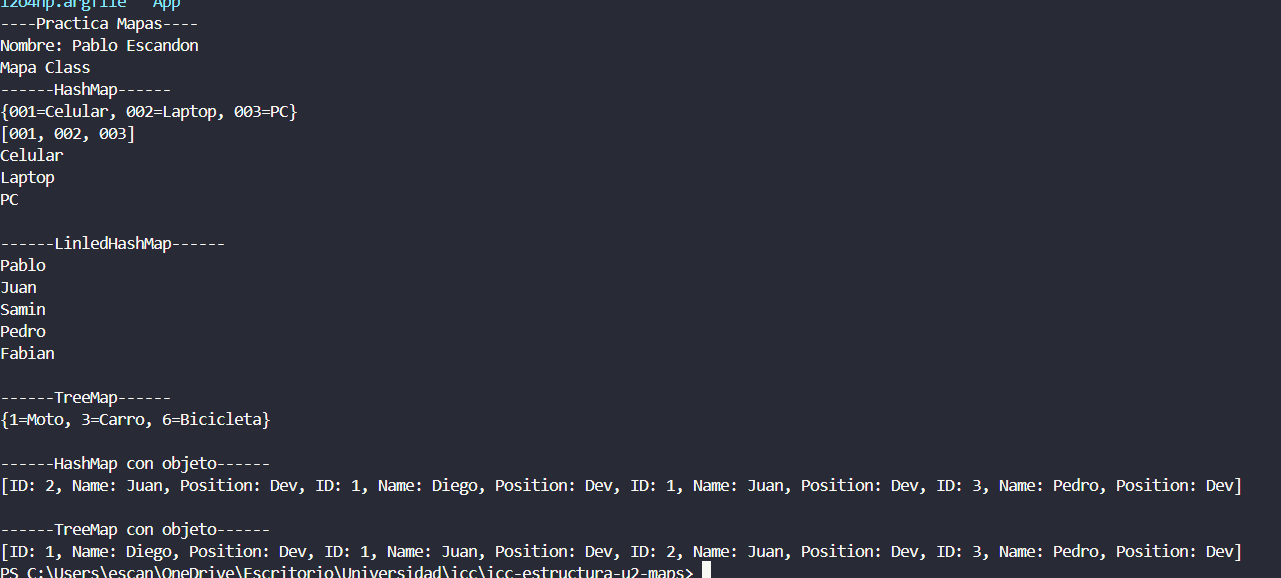 ----Practica Mapas----
Nombre: Pablo Escandon
Mapa Class
------HashMap------
{001=Celular, 002=Laptop, 003=PC}
[001, 002, 003]
Celular
Laptop
PC
------LinledHashMap------
Pablo
Juan
Samin
Pedro
Fabian
------TreeMap------
{1=Moto, 3=Carro, 6=Bicicleta}
------HashMap con objeto------
[ID: 2, Name: Juan, Position: Dev, ID: 1, Name: Diego, Position: Dev, ID: 1, Name: Juan, Position: Dev, ID: 3, Name: Pedro, Position: Dev]
------TreeMap con objeto------
[ID: 1, Name: Diego, Position: Dev, ID: 1, Name: Juan, Position: Dev, ID: 2, Name: Juan, Position: Dev, ID: 3, Name: Pedro, Position: Dev]
PS C:\Users\escan\OneDrive\Escritorio\Universidad\icc\icc-estructura-u2-maps>